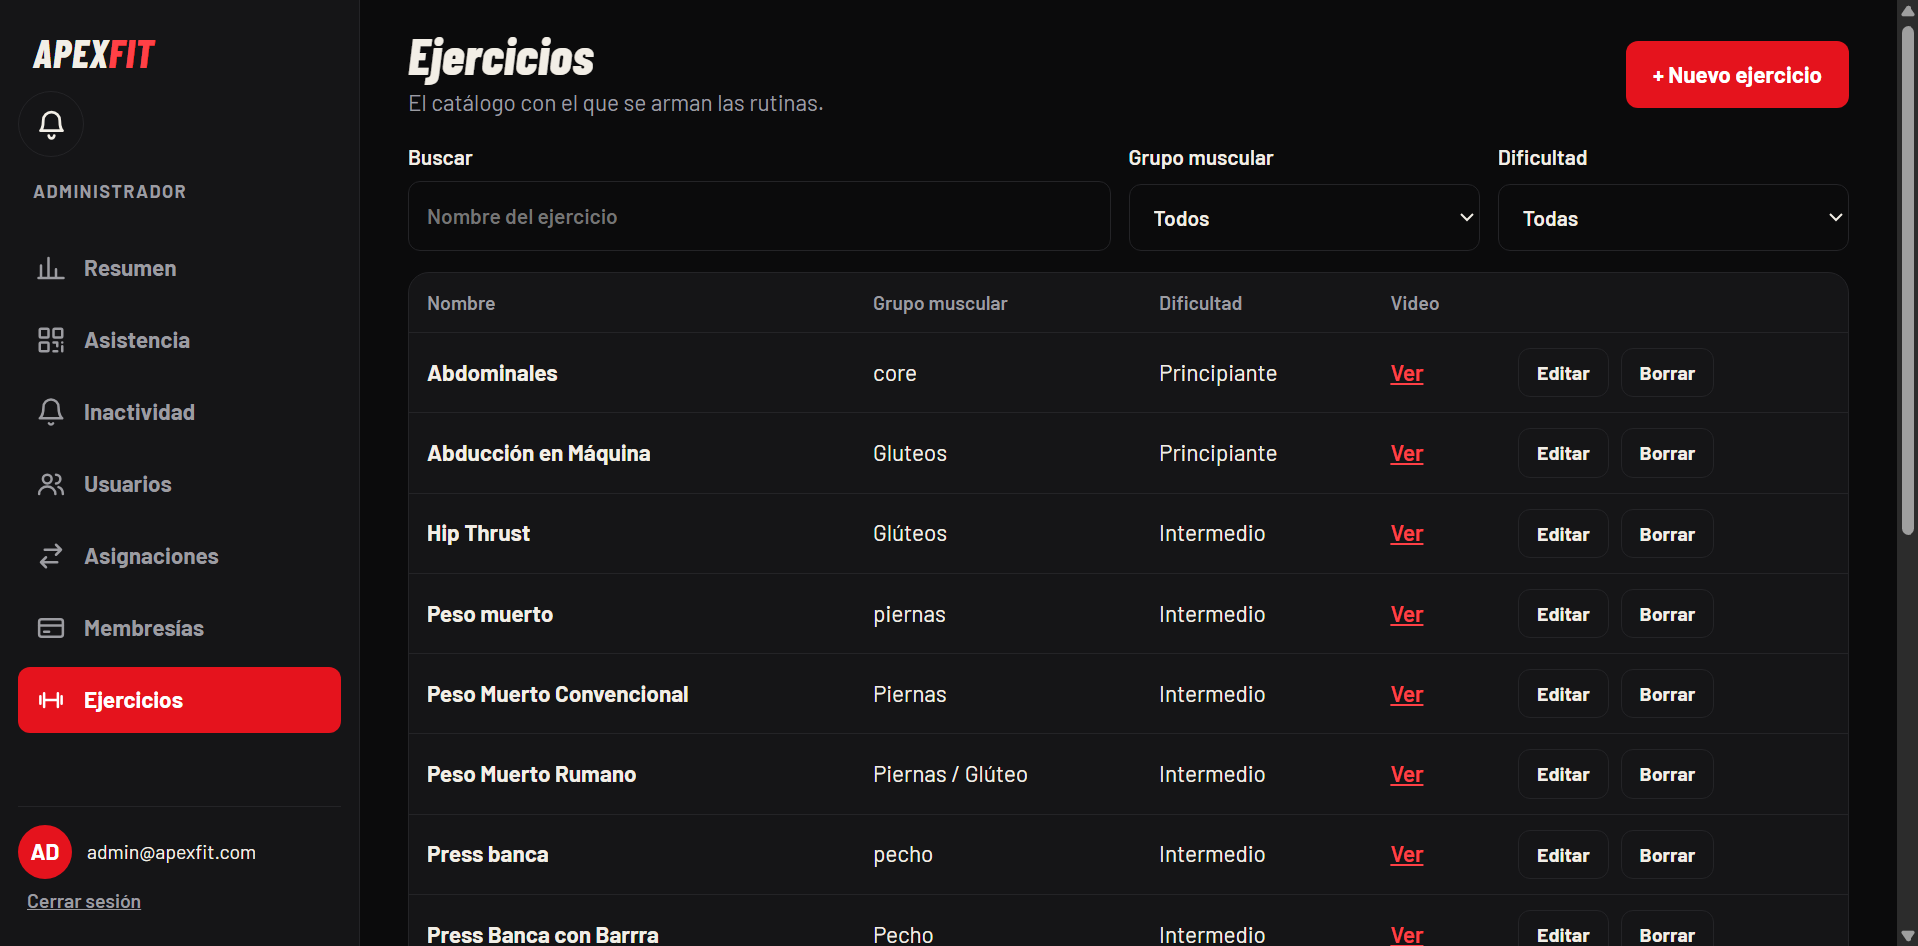 APEXFIT
ADMINISTRADOR
Resumen
Asistencia
Inactividad
Usuarios
Asignaciones
Membresías
Ejercicios
AD admin@apexfit.com
Cerrar sesión
Ejercicios
El catálogo con el que se arman las rutinas.
+ Nuevo ejercicio
Buscar Grupo muscular Dificultad
Nombre del ejercicio Todos Todas
Nombre Grupo muscular Dificultad Video
Abdominales core Principiante Ver Editar Borrar
Abducción en Máquina Gluteos Principiante Ver Editar Borrar
Hip Thrust Glúteos Intermedio Ver Editar Borrar
Peso muerto piernas Intermedio Ver Editar Borrar
Peso Muerto Convencional Piernas Intermedio Ver Editar Borrar
Peso Muerto Rumano Piernas / Glúteo Intermedio Ver Editar Borrar
Press banca pecho Intermedio Ver Editar Borrar
Press Banca con Barrra Pecho Intermedio Ver Editar Borrar